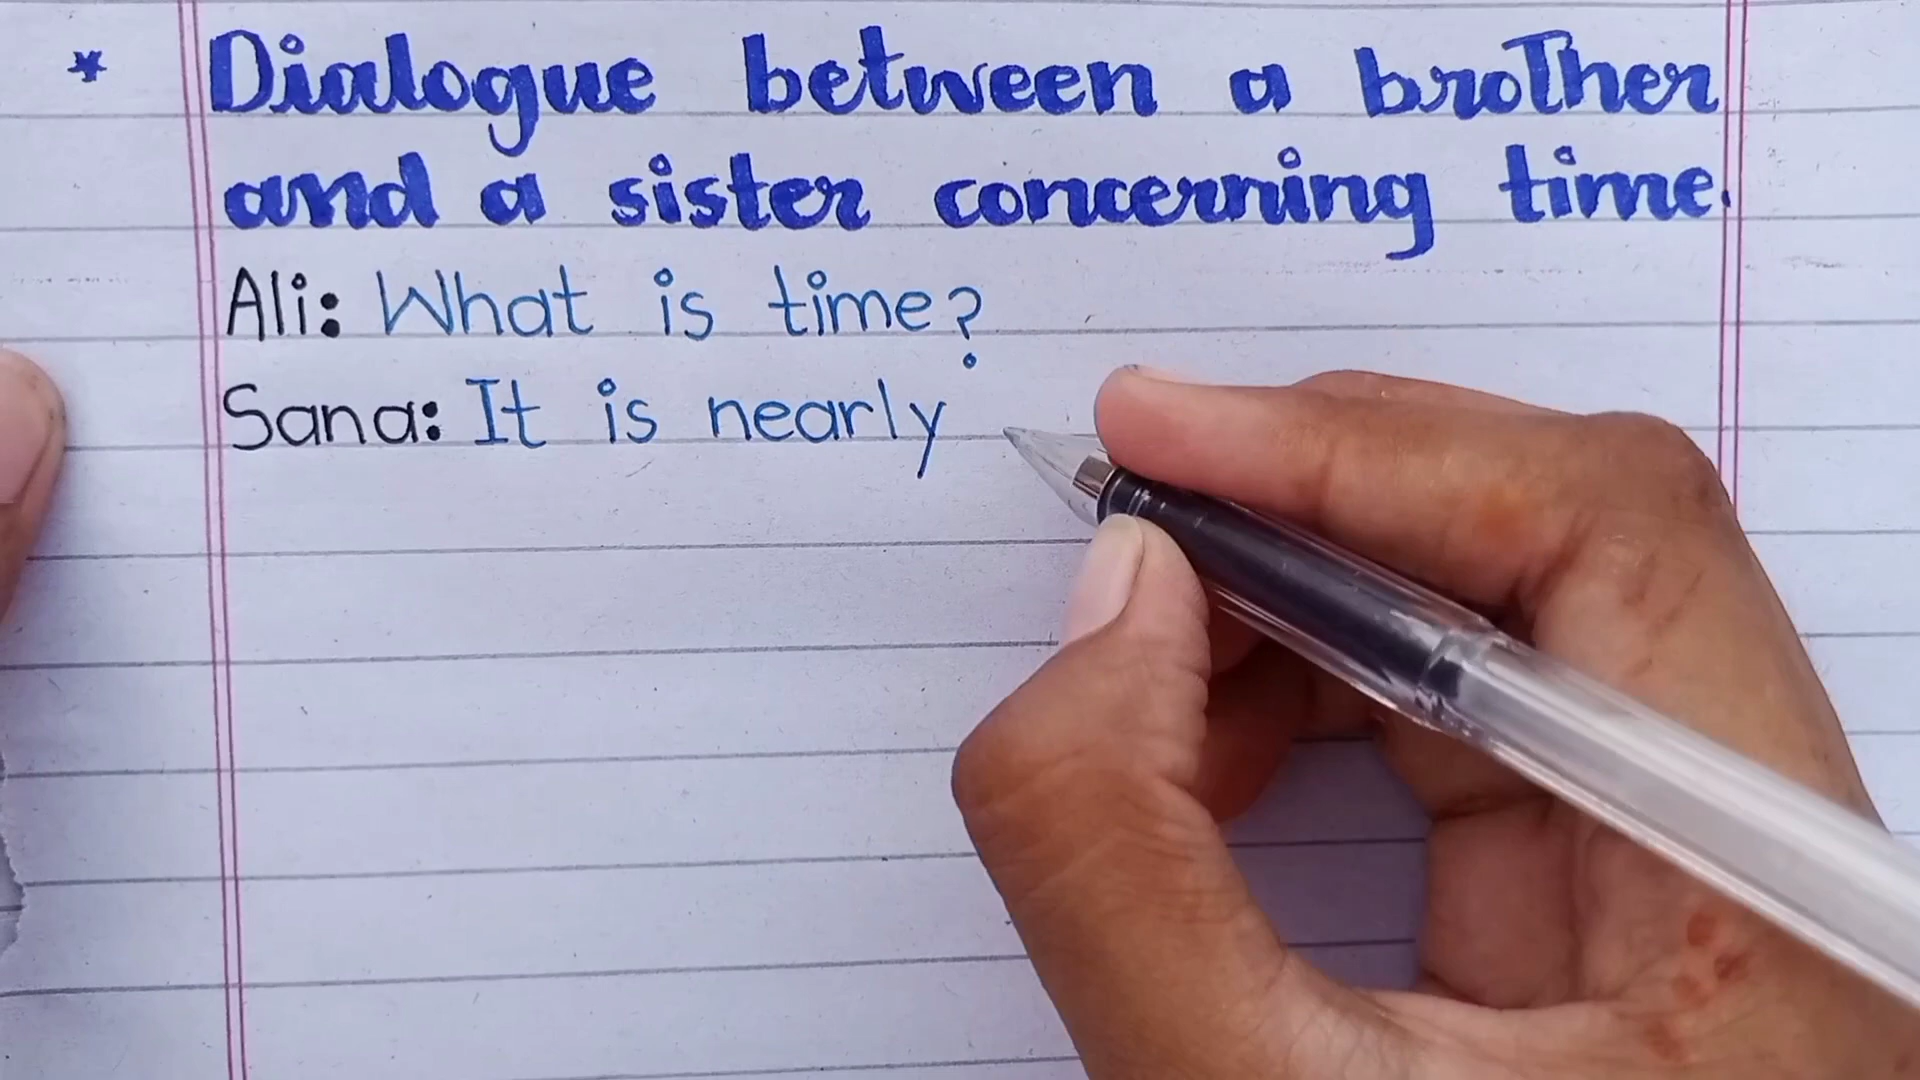 * Dialogue between a brother
and a sister concerning time.
Ali: What is time?
Sana: It is nearly